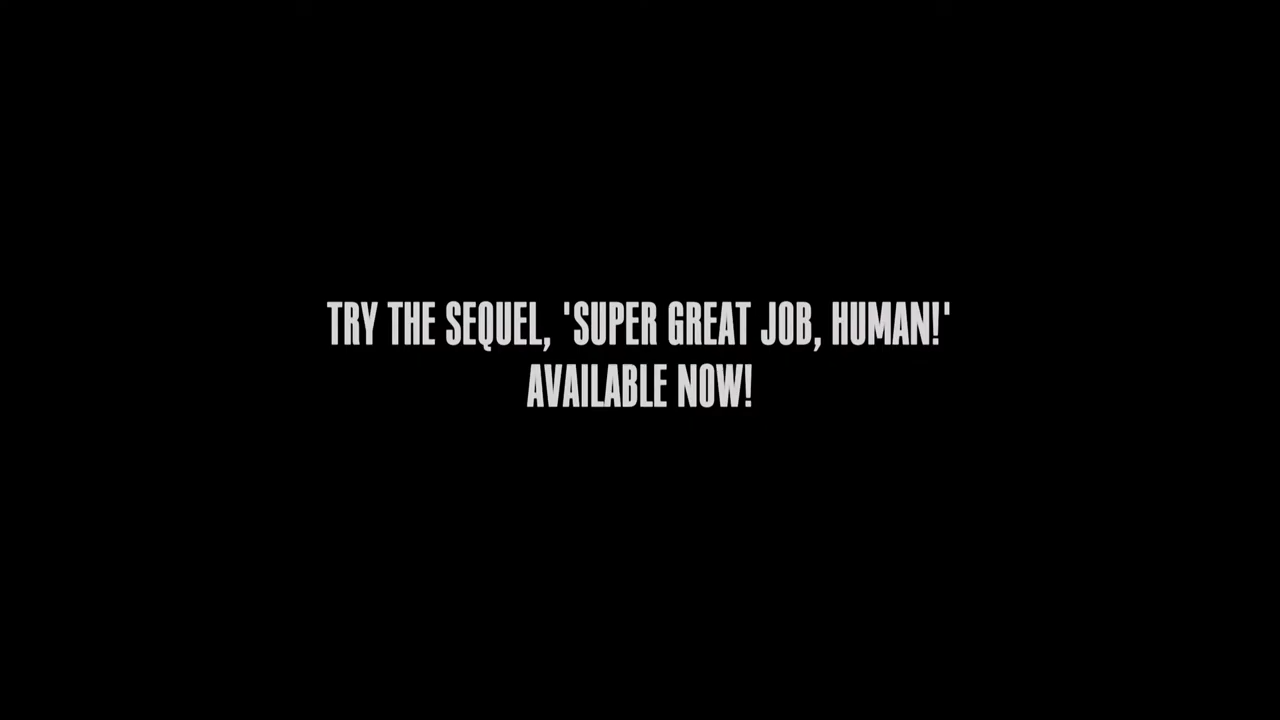 TRY THE SEQUEL, 'SUPER GREAT JOB, HUMAN!'
AVAILABLE NOW!